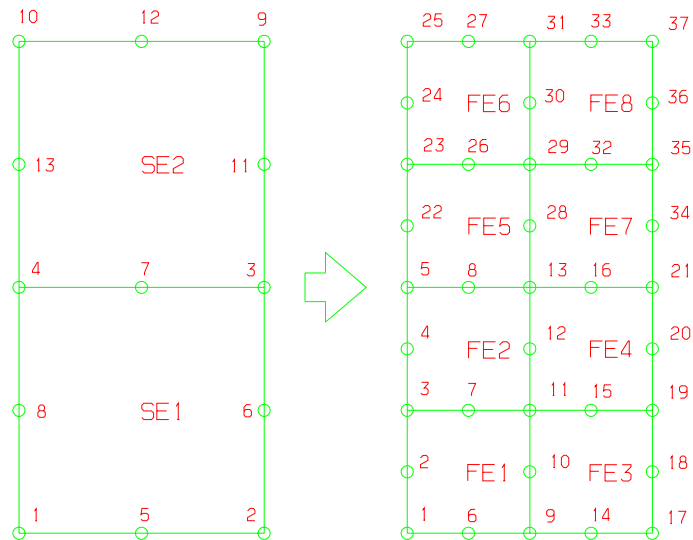 10 12 9
13 SE2 11
4 7 3
8 SE1 6
1 5 2
25 27 31 33 37
24 FE6 30 FE8 36
23 26 29 32 35
22 FE5 28 FE7 34
5 8 13 16 21
4 FE2 12 FE4 20
3 7 11 15 19
2 FE1 10 FE3 18
1 6 9 14 17